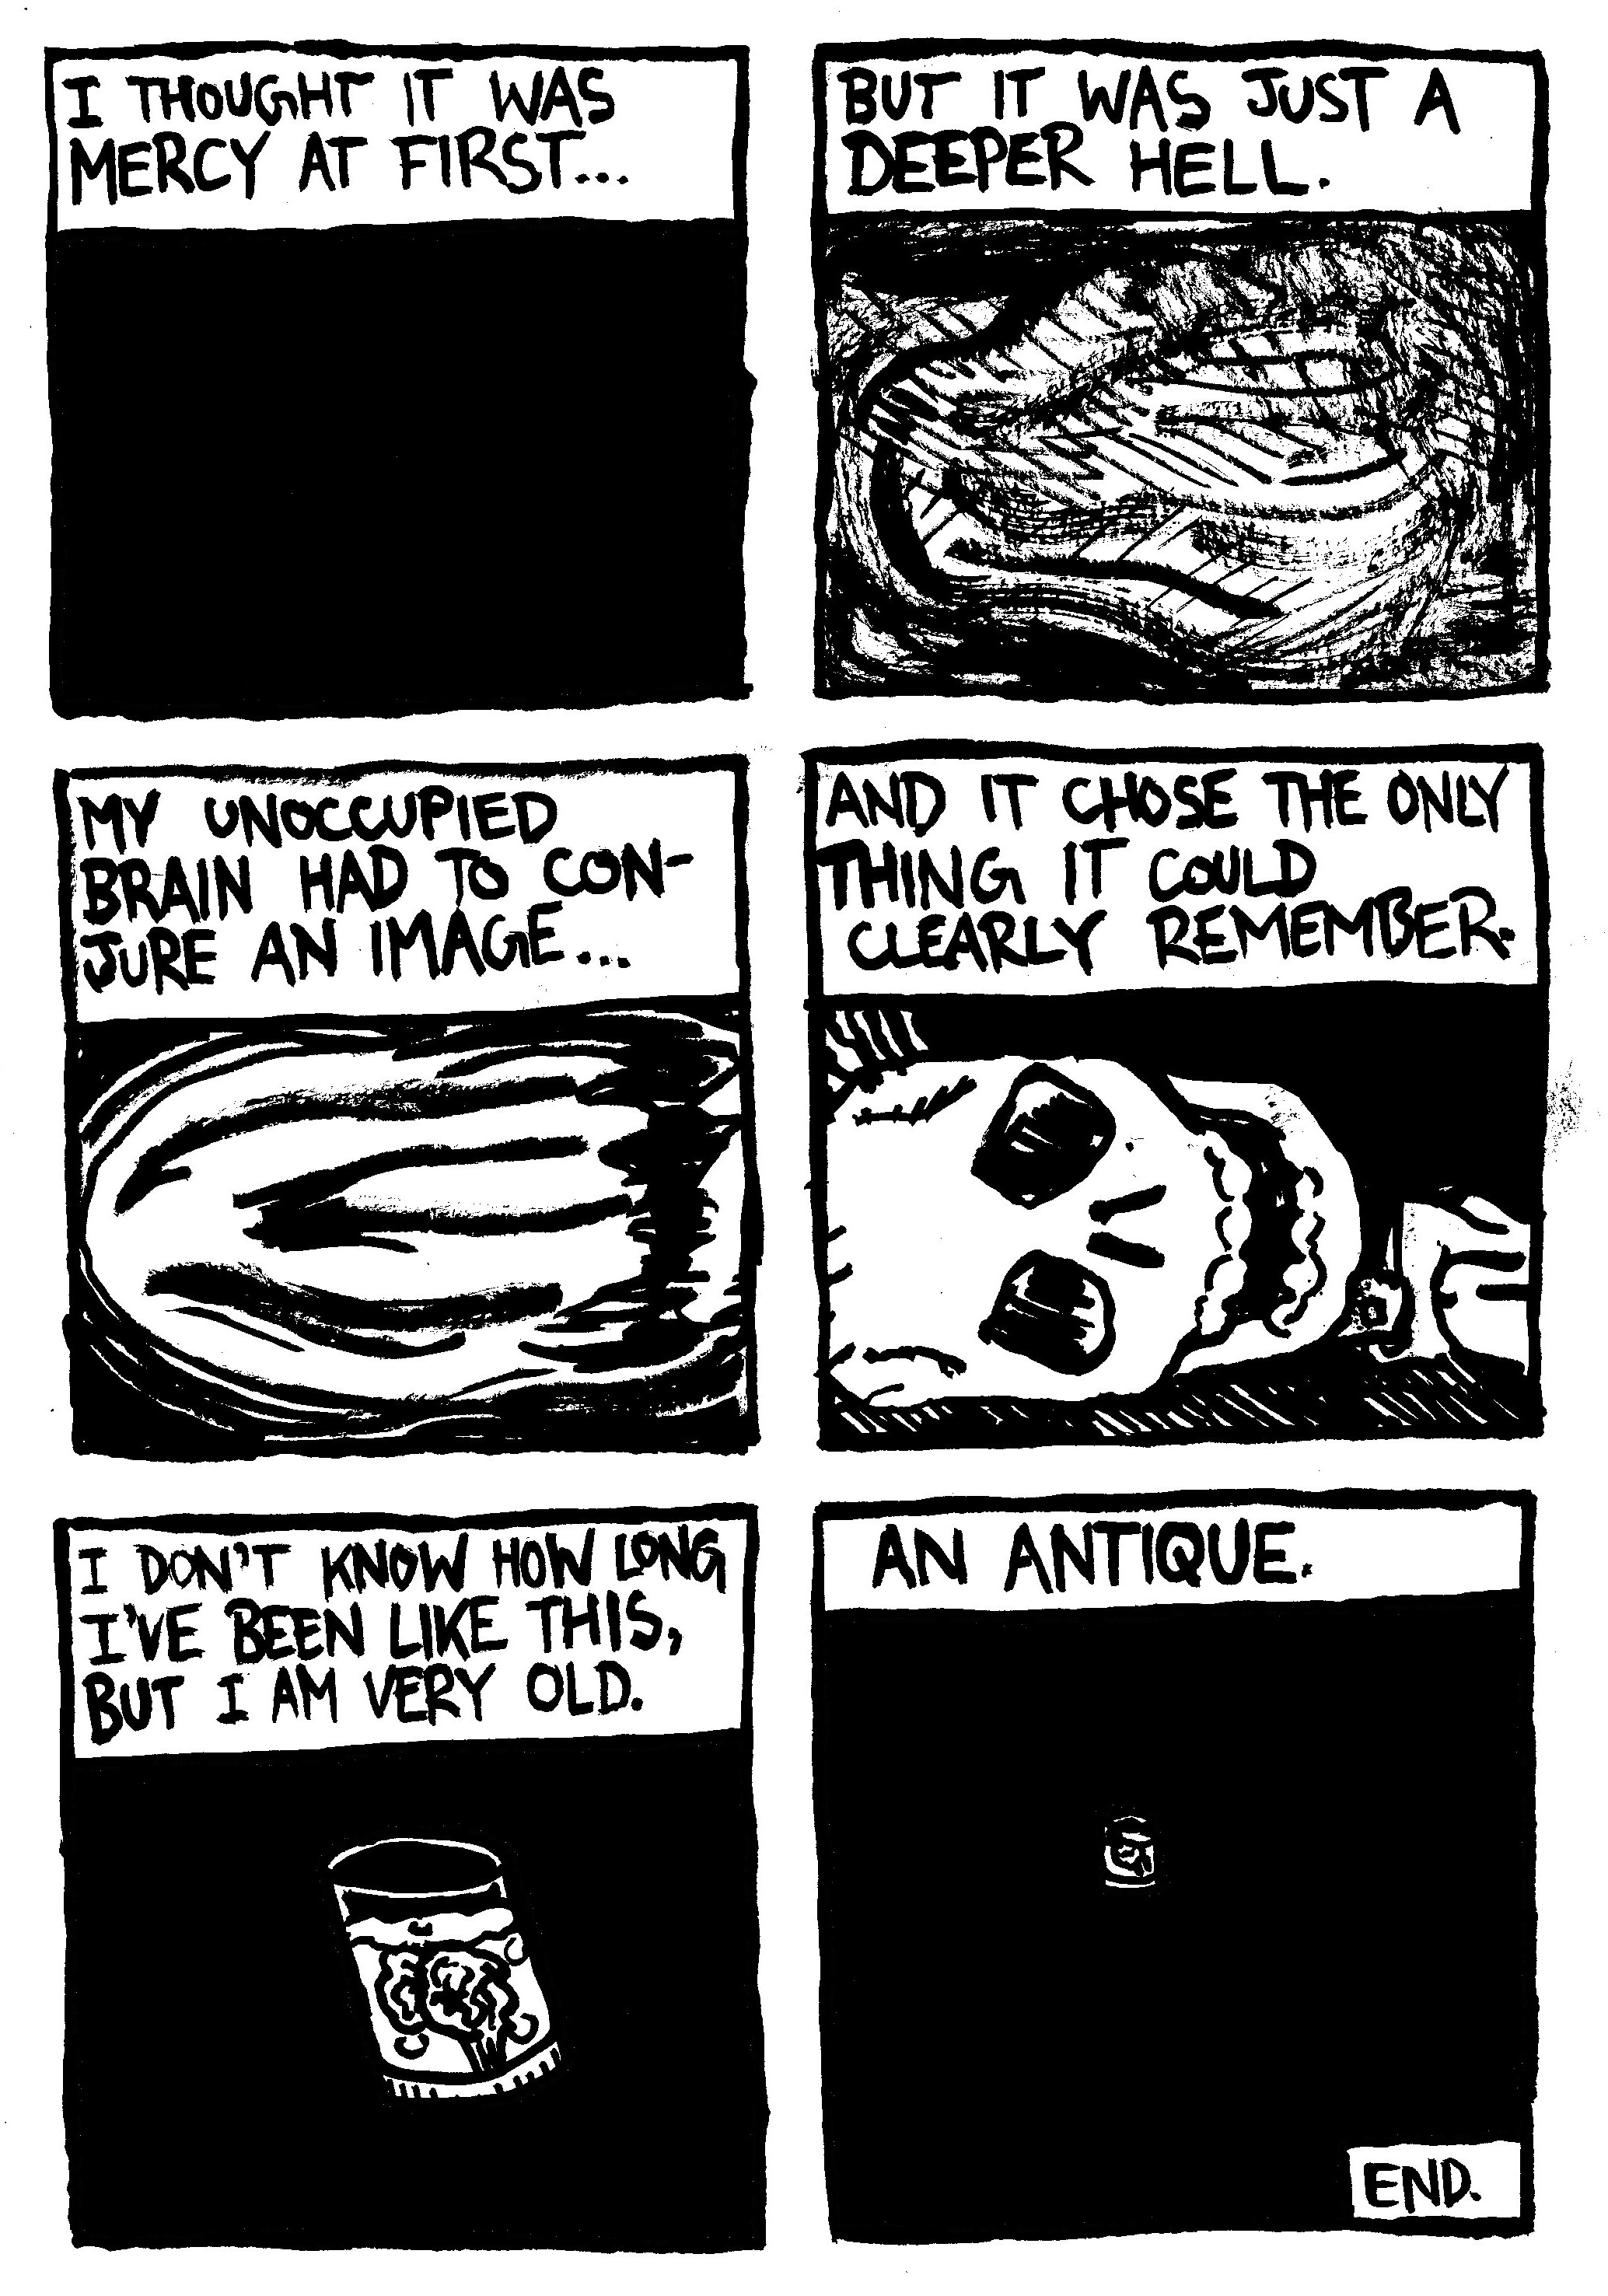 I THOUGHT IT WAS
MERCY AT FIRST...
BUT IT WAS JUST A
DEEPER HELL.
MY UNOCCUPIED
BRAIN HAD TO CON-
JURE AN IMAGE...
AND IT CHOSE THE ONLY
THING IT COULD
CLEARLY REMEMBER.
I DON'T KNOW HOW LONG
I'VE BEEN LIKE THIS,
BUT I AM VERY OLD.
AN ANTIQUE.
END.